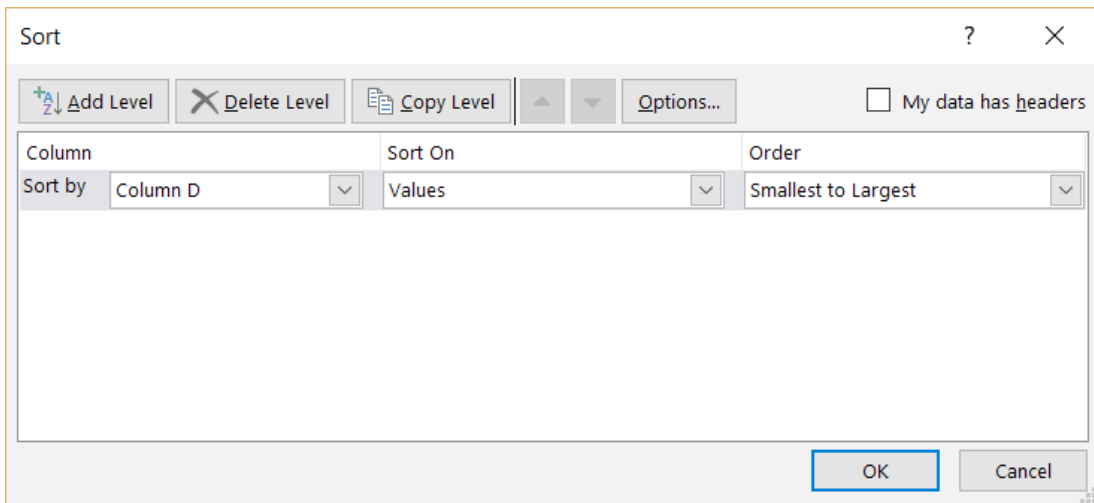 Sort ?
Add Level Delete Level Copy Level Options... My data has headers
Column Sort On Order
Sort by Column D Values Smallest to Largest
OK Cancel